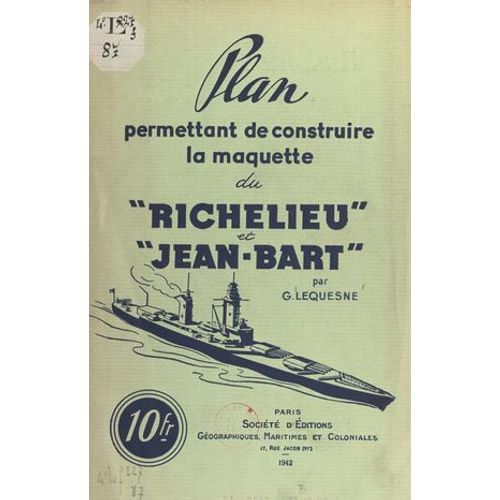 Plan
permettant de construire
la maquette
du
"RICHELIEU"
et
"JEAN-BART"
par
G. LEQUESNE
10fr
PARIS
SOCIÉTÉ D'ÉDITIONS
GÉOGRAPHIQUES, MARITIMES ET COLONIALES
17, RUE JACOB (VIe)
1942